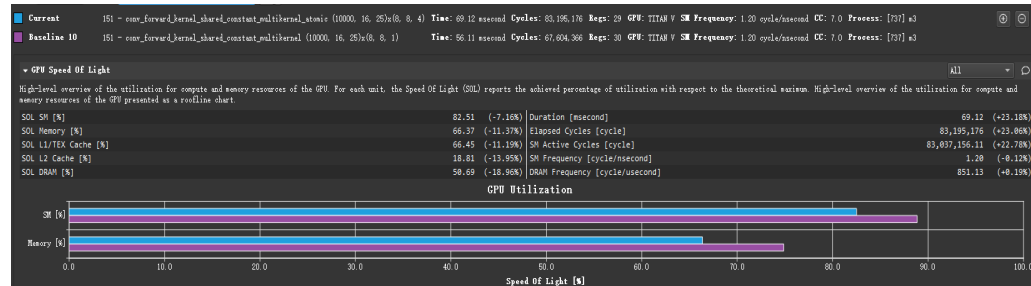 Current 151 - conv_forward_kernel_shared_constant_multikernel_atomic (10000, 16, 25)x(8, 8, 4) Time: 69.12 msecond Cycles: 83,195,176 Regs: 29 GPU: TITAN V SM Frequency: 1.20 cycle/nsecond CC: 7.0 Process: [737] m3
Baseline 10 151 - conv_forward_kernel_shared_constant_multikernel (10000, 16, 25)x(8, 8, 1) Time: 56.11 msecond Cycles: 67,604,366 Regs: 30 GPU: TITAN V SM Frequency: 1.20 cycle/nsecond CC: 7.0 Process: [737] m3
GPU Speed Of Light All
High-level overview of the utilization for compute and memory resources of the GPU. For each unit, the Speed Of Light (SOL) reports the achieved percentage of utilization with respect to the theoretical maximum. High-level overview of the utilization for compute and
memory resources of the GPU presented as a roofline chart.
SOL SM [%] 82.51 (-7.16%) Duration [msecond] 69.12 (+23.18%)
SOL Memory [%] 66.37 (-11.37%) Elapsed Cycles [cycle] 83,195,176 (+23.06%)
SOL L1/TEX Cache [%] 66.45 (-11.19%) SM Active Cycles [cycle] 83,037,156.11 (+22.78%)
SOL L2 Cache [%] 18.81 (-13.95%) SM Frequency [cycle/nsecond] 1.20 (-0.12%)
SOL DRAM [%] 50.69 (-18.96%) DRAM Frequency [cycle/usecond] 851.13 (+0.19%)
GPU Utilization
SM [%]
Memory [%]
0.0 10.0 20.0 30.0 40.0 50.0 60.0 70.0 80.0 90.0 100.0
Speed Of Light [%]